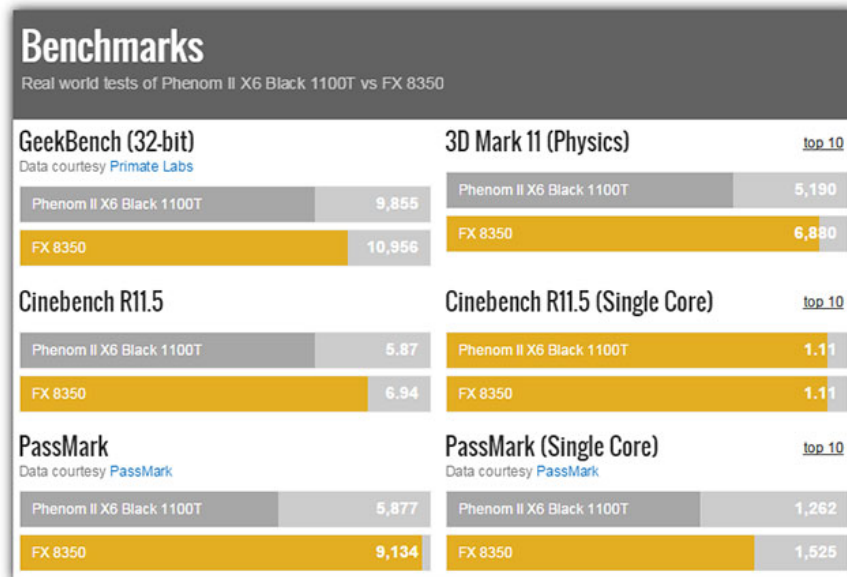 Benchmarks
Real world tests of Phenom II X6 Black 1100T vs FX 8350
GeekBench (32-bit)
Data courtesy Primate Labs
Phenom II X6 Black 1100T 9,855
FX 8350 10,956
3D Mark 11 (Physics) top 10
Phenom II X6 Black 1100T 5,190
FX 8350 6,880
Cinebench R11.5
Phenom II X6 Black 1100T 5.87
FX 8350 6.94
Cinebench R11.5 (Single Core) top 10
Phenom II X6 Black 1100T 1.11
FX 8350 1.11
PassMark
Data courtesy PassMark
Phenom II X6 Black 1100T 5,877
FX 8350 9,134
PassMark (Single Core) top 10
Data courtesy PassMark
Phenom II X6 Black 1100T 1,262
FX 8350 1,525